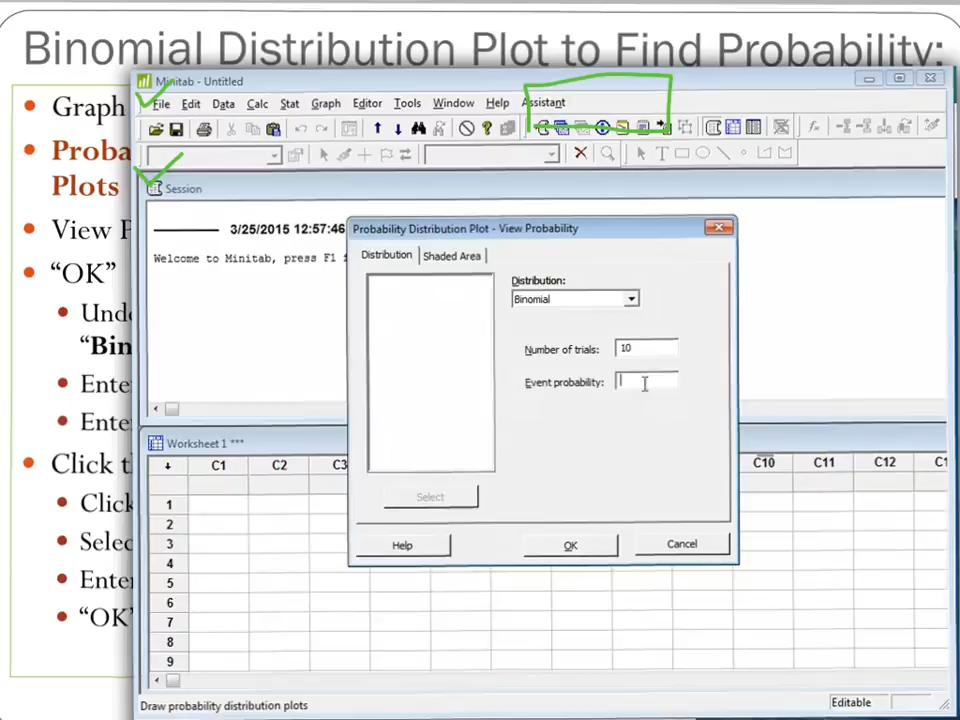 Binomial Distribution Plot to Find Probability:
Graph
Proba
Plots
View P
“OK”
Unde
“Bin
Enter
Enter
Click t
Click
Selec
Enter
“OK”
Minitab - Untitled
File Edit Data Calc Stat Graph Editor Tools Window Help Assistant
Session
3/25/2015 12:57:46
Welcome to Minitab, press F1 f
Probability Distribution Plot - View Probability
Distribution Shaded Area
Distribution:
Binomial
Number of trials: 10
Event probability:
Select
Help OK Cancel
Worksheet 1 ***
C1 C2 C3 C10 C11 C12 C1
1
2
3
4
5
6
7
8
9
Draw probability distribution plots
Editable